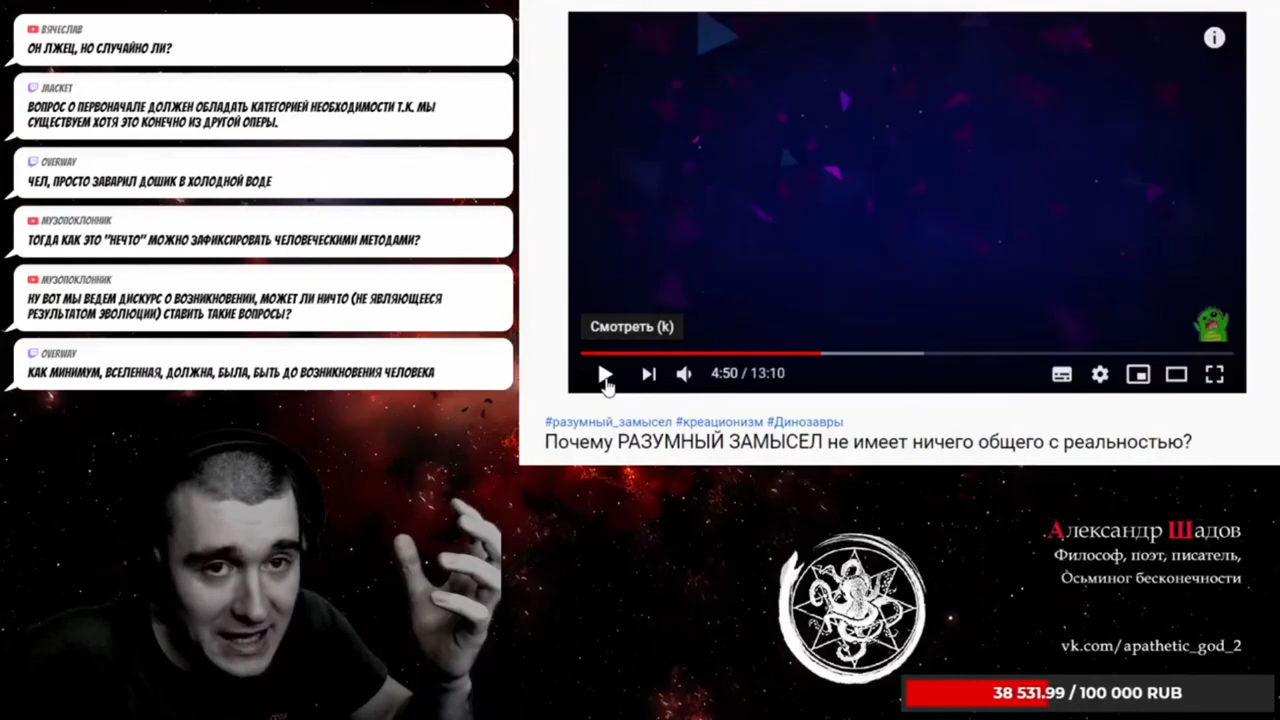 ВЯЧЕСЛАВ
ОН ЛЖЕЦ, НО СЛУЧАЙНО ЛИ?
JAACKET
ВОПРОС О ПЕРВОНАЧАЛЕ ДОЛЖЕН ОБЛАДАТЬ КАТЕГОРИЕЙ НЕОБХОДИМОСТИ Т.К. МЫ
СУЩЕСТВУЕМ ХОТЯ ЭТО КОНЕЧНО ИЗ ДРУГОЙ ОПЕРЫ.
OVERWAY
ЧЕЛ, ПРОСТО ЗАВАРИЛ ДОШИК В ХОЛОДНОЙ ВОДЕ
МУЗОПОКЛОННИК
ТОГДА КАК ЭТО "НЕЧТО" МОЖНО ЗАФИКСИРОВАТЬ ЧЕЛОВЕЧЕСКИМИ МЕТОДАМИ?
МУЗОПОКЛОННИК
НУ ВОТ МЫ ВЕДЕМ ДИСКУРС О ВОЗНИКНОВЕНИИ, МОЖЕТ ЛИ НИЧТО (НЕ ЯВЛЯЮЩЕЕСЯ
РЕЗУЛЬТАТОМ ЭВОЛЮЦИИ) СТАВИТЬ ТАКИЕ ВОПРОСЫ?
OVERWAY
КАК МИНИМУМ, ВСЕЛЕННАЯ, ДОЛЖНА, БЫЛА, БЫТЬ ДО ВОЗНИКНОВЕНИЯ ЧЕЛОВЕКА
Смотреть (k)
4:50 / 13:10
#разумный_замысел #креационизм #Динозавры
Почему РАЗУМНЫЙ ЗАМЫСЕЛ не имеет ничего общего с реальностью?
Александр Шадов
Философ, поэт, писатель,
Осьминог бесконечности
vk.com/apathetic_god_2
38 531.99 / 100 000 RUB